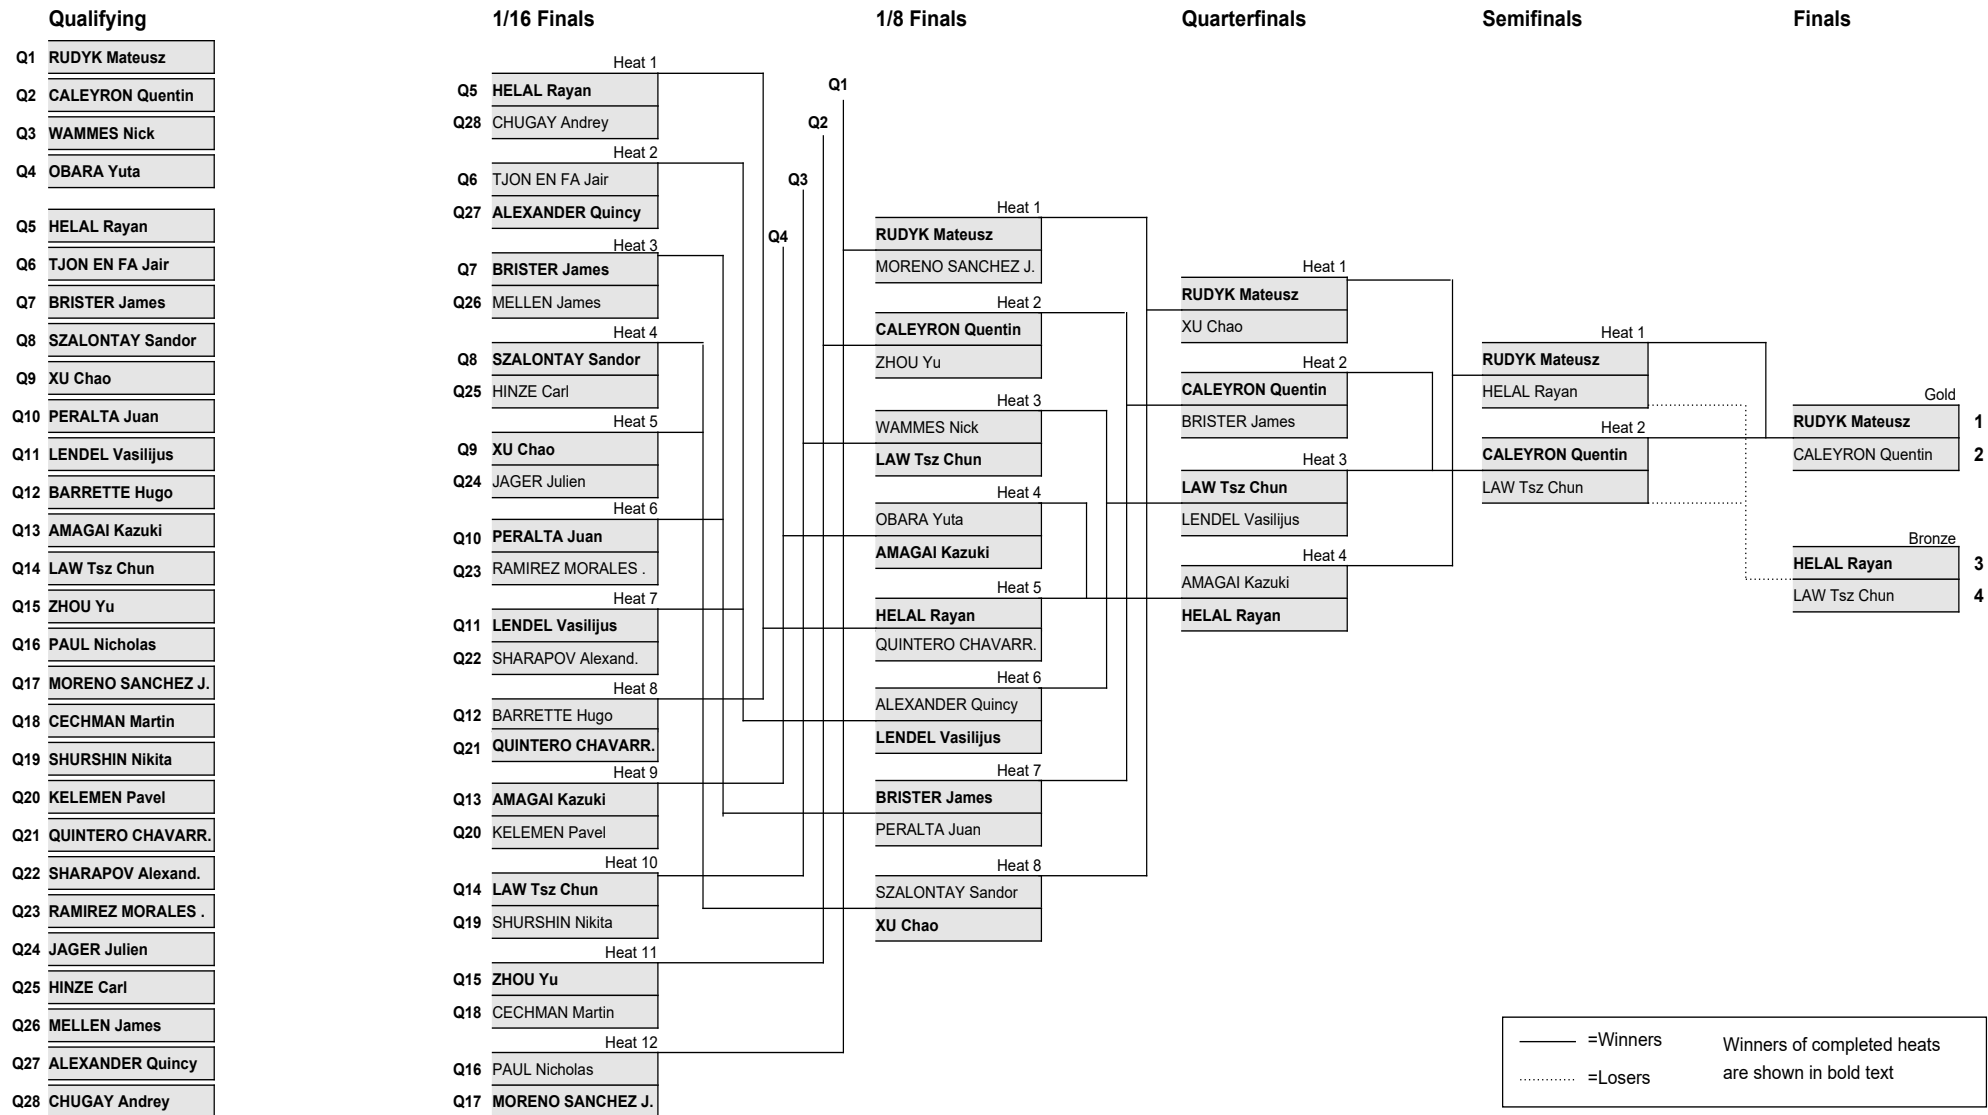 Qualifying
Q1 RUDYK Mateusz
Q2 CALEYRON Quentin
Q3 WAMMES Nick
Q4 OBARA Yuta
Q5 HELAL Rayan
Q6 TJON EN FA Jair
Q7 BRISTER James
Q8 SZALONTAY Sandor
Q9 XU Chao
Q10 PERALTA Juan
Q11 LENDEL Vasilijus
Q12 BARRETTE Hugo
Q13 AMAGAI Kazuki
Q14 LAW Tsz Chun
Q15 ZHOU Yu
Q16 PAUL Nicholas
Q17 MORENO SANCHEZ J.
Q18 CECHMAN Martin
Q19 SHURSHIN Nikita
Q20 KELEMEN Pavel
Q21 QUINTERO CHAVARR.
Q22 SHARAPOV Alexand.
Q23 RAMIREZ MORALES .
Q24 JAGER Julien
Q25 HINZE Carl
Q26 MELLEN James
Q27 ALEXANDER Quincy
Q28 CHUGAY Andrey
1/16 Finals
Heat 1
Q5 HELAL Rayan
Q28 CHUGAY Andrey
Heat 2
Q6 TJON EN FA Jair
Q27 ALEXANDER Quincy
Heat 3
Q7 BRISTER James
Q26 MELLEN James
Heat 4
Q8 SZALONTAY Sandor
Q25 HINZE Carl
Heat 5
Q9 XU Chao
Q24 JAGER Julien
Heat 6
Q10 PERALTA Juan
Q23 RAMIREZ MORALES .
Heat 7
Q11 LENDEL Vasilijus
Q22 SHARAPOV Alexand.
Heat 8
Q12 BARRETTE Hugo
Q21 QUINTERO CHAVARR.
Heat 9
Q13 AMAGAI Kazuki
Q20 KELEMEN Pavel
Heat 10
Q14 LAW Tsz Chun
Q19 SHURSHIN Nikita
Heat 11
Q15 ZHOU Yu
Q18 CECHMAN Martin
Heat 12
Q16 PAUL Nicholas
Q17 MORENO SANCHEZ J.
Q1
Q2
Q3
Q4
1/8 Finals
Heat 1
RUDYK Mateusz
MORENO SANCHEZ J.
Heat 2
CALEYRON Quentin
ZHOU Yu
Heat 3
WAMMES Nick
LAW Tsz Chun
Heat 4
OBARA Yuta
AMAGAI Kazuki
Heat 5
HELAL Rayan
QUINTERO CHAVARR.
Heat 6
ALEXANDER Quincy
LENDEL Vasilijus
Heat 7
BRISTER James
PERALTA Juan
Heat 8
SZALONTAY Sandor
XU Chao
Quarterfinals
Heat 1
RUDYK Mateusz
XU Chao
Heat 2
CALEYRON Quentin
BRISTER James
Heat 3
LAW Tsz Chun
LENDEL Vasilijus
Heat 4
AMAGAI Kazuki
HELAL Rayan
Semifinals
Heat 1
RUDYK Mateusz
HELAL Rayan
Heat 2
CALEYRON Quentin
LAW Tsz Chun
Finals
Gold
RUDYK Mateusz 1
CALEYRON Quentin 2
Bronze
HELAL Rayan 3
LAW Tsz Chun 4
=Winners
=Losers
Winners of completed heats
are shown in bold text